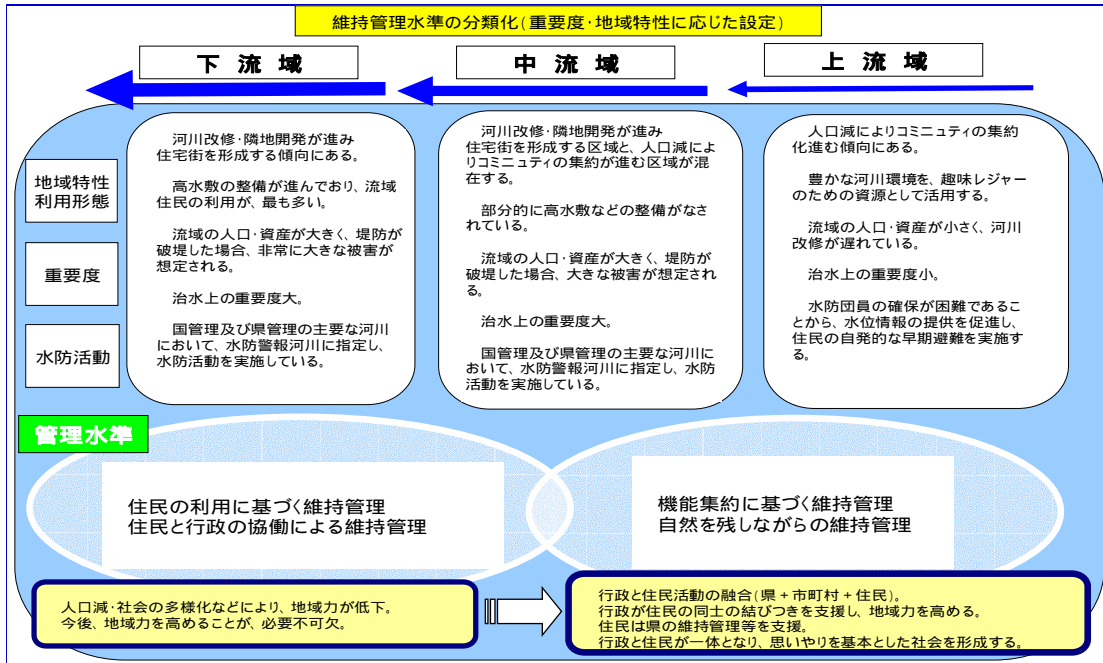 維持管理水準の分類化(重要度・地域特性に応じた設定)
下 流 域
中 流 域
上 流 域
地域特性
利用形態
重要度
水防活動
河川改修・隣地開発が進み
住宅街を形成する傾向にある。
高水敷の整備が進んでおり、流域
住民の利用が、最も多い。
流域の人口・資産が大きく、堤防が
破堤した場合、非常に大きな被害が
想定される。
治水上の重要度大。
国管理及び県管理の主要な河川
において、水防警報河川に指定し、
水防活動を実施している。
河川改修・隣地開発が進み
住宅街を形成する区域と、人口減によ
りコミニュティの集約が進む区域が混
在する。
部分的に高水敷などの整備がなさ
れている。
流域の人口・資産が大きく、堤防が
破堤した場合、大きな被害が想定され
る。
治水上の重要度大。
国管理及び県管理の主要な河川に
おいて、水防警報河川に指定し、水防
活動を実施している。
人口減によりコミニュティの集約
化進む傾向にある。
豊かな河川環境を、趣味レジャー
のための資源として活用する。
流域の人口・資産が小さく、河川
改修が遅れている。
治水上の重要度小。
水防団員の確保が困難であるこ
とから、水位情報の提供を促進し、
住民の自発的な早期避難を実施す
る。
管理水準
住民の利用に基づく維持管理
住民と行政の協働による維持管理
機能集約に基づく維持管理
自然を残しながらの維持管理
人口減・社会の多様化などにより、地域力が低下。
今後、地域力を高めることが、必要不可欠。
行政と住民活動の融合(県+市町村+住民)。
行政が住民の同士の結びつきを支援し、地域力を高める。
住民は県の維持管理等を支援。
行政と住民が一体となり、思いやりを基本とした社会を形成する。